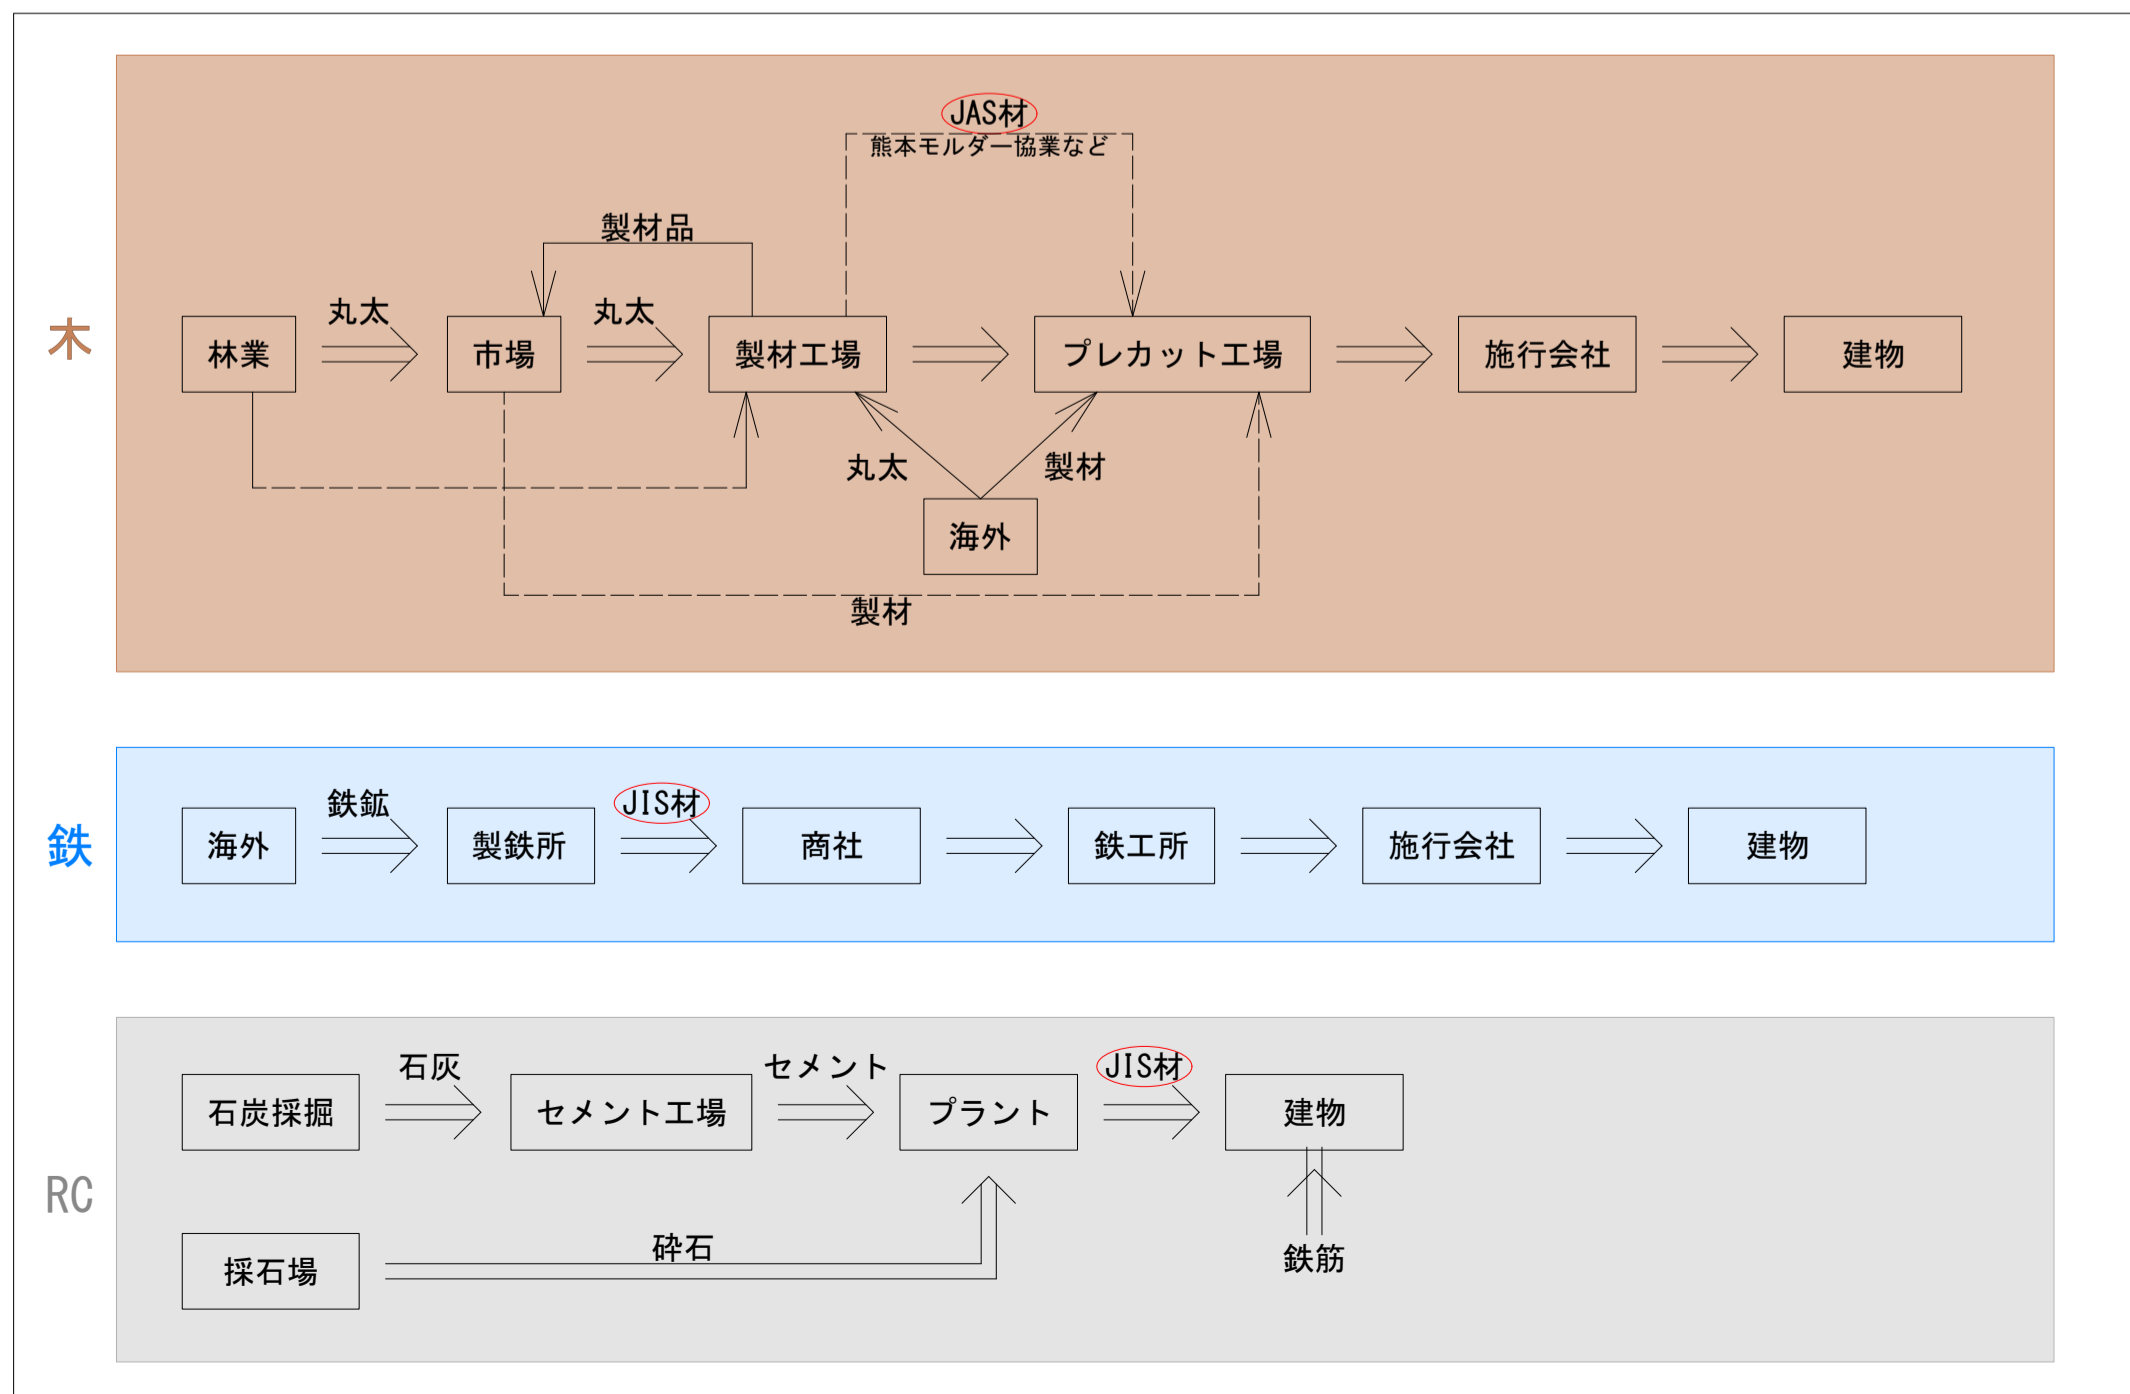 JAS材
熊本モルダー協業など
製材品
丸太
丸太
木
林業
市場
製材工場
プレカット工場
施行会社
建物
丸太
製材
海外
製材
鉄鉱
JIS材
鉄
海外
製鉄所
商社
鉄工所
施行会社
建物
石灰
セメント
JIS材
石炭採掘
セメント工場
プラント
建物
RC
砕石
鉄筋
採石場